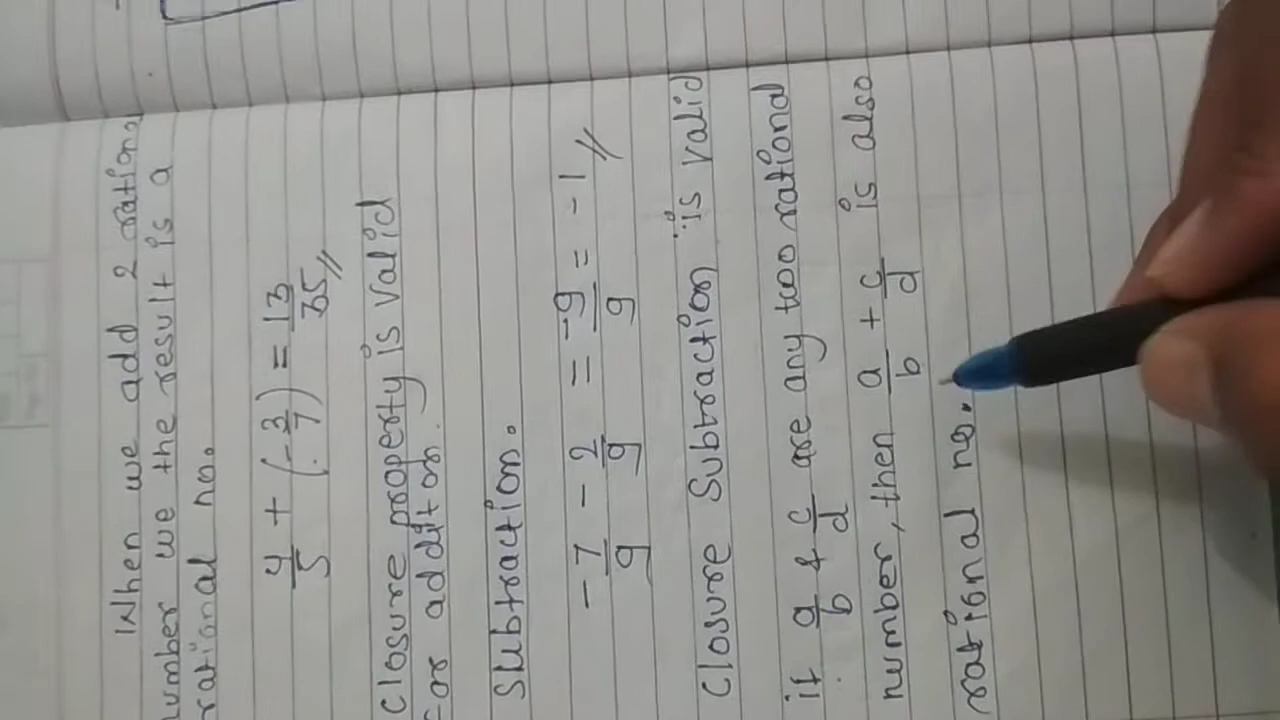 When we add 2 rational
number we the result is a
rational no.
4/5 + (-3/7) = 13/35 //
Closure property is valid
for addition.
Subtraction.
-7/9 - 2/9 = -9/9 = -1 //
Closure Subtraction is valid
if a/b & c/d are any two rational
number, then a/b + c/d is also
rational no.